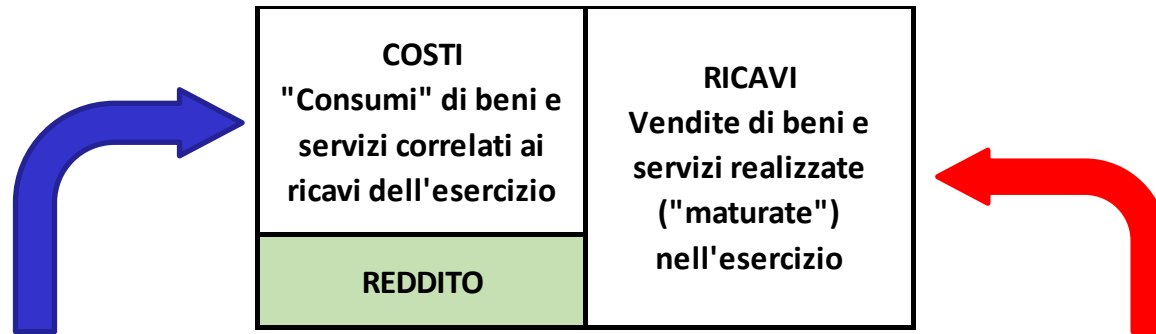 COSTI
"Consumi" di beni e
servizi correlati ai
ricavi dell'esercizio
REDDITO
RICAVI
Vendite di beni e
servizi realizzate
("maturate")
nell'esercizio